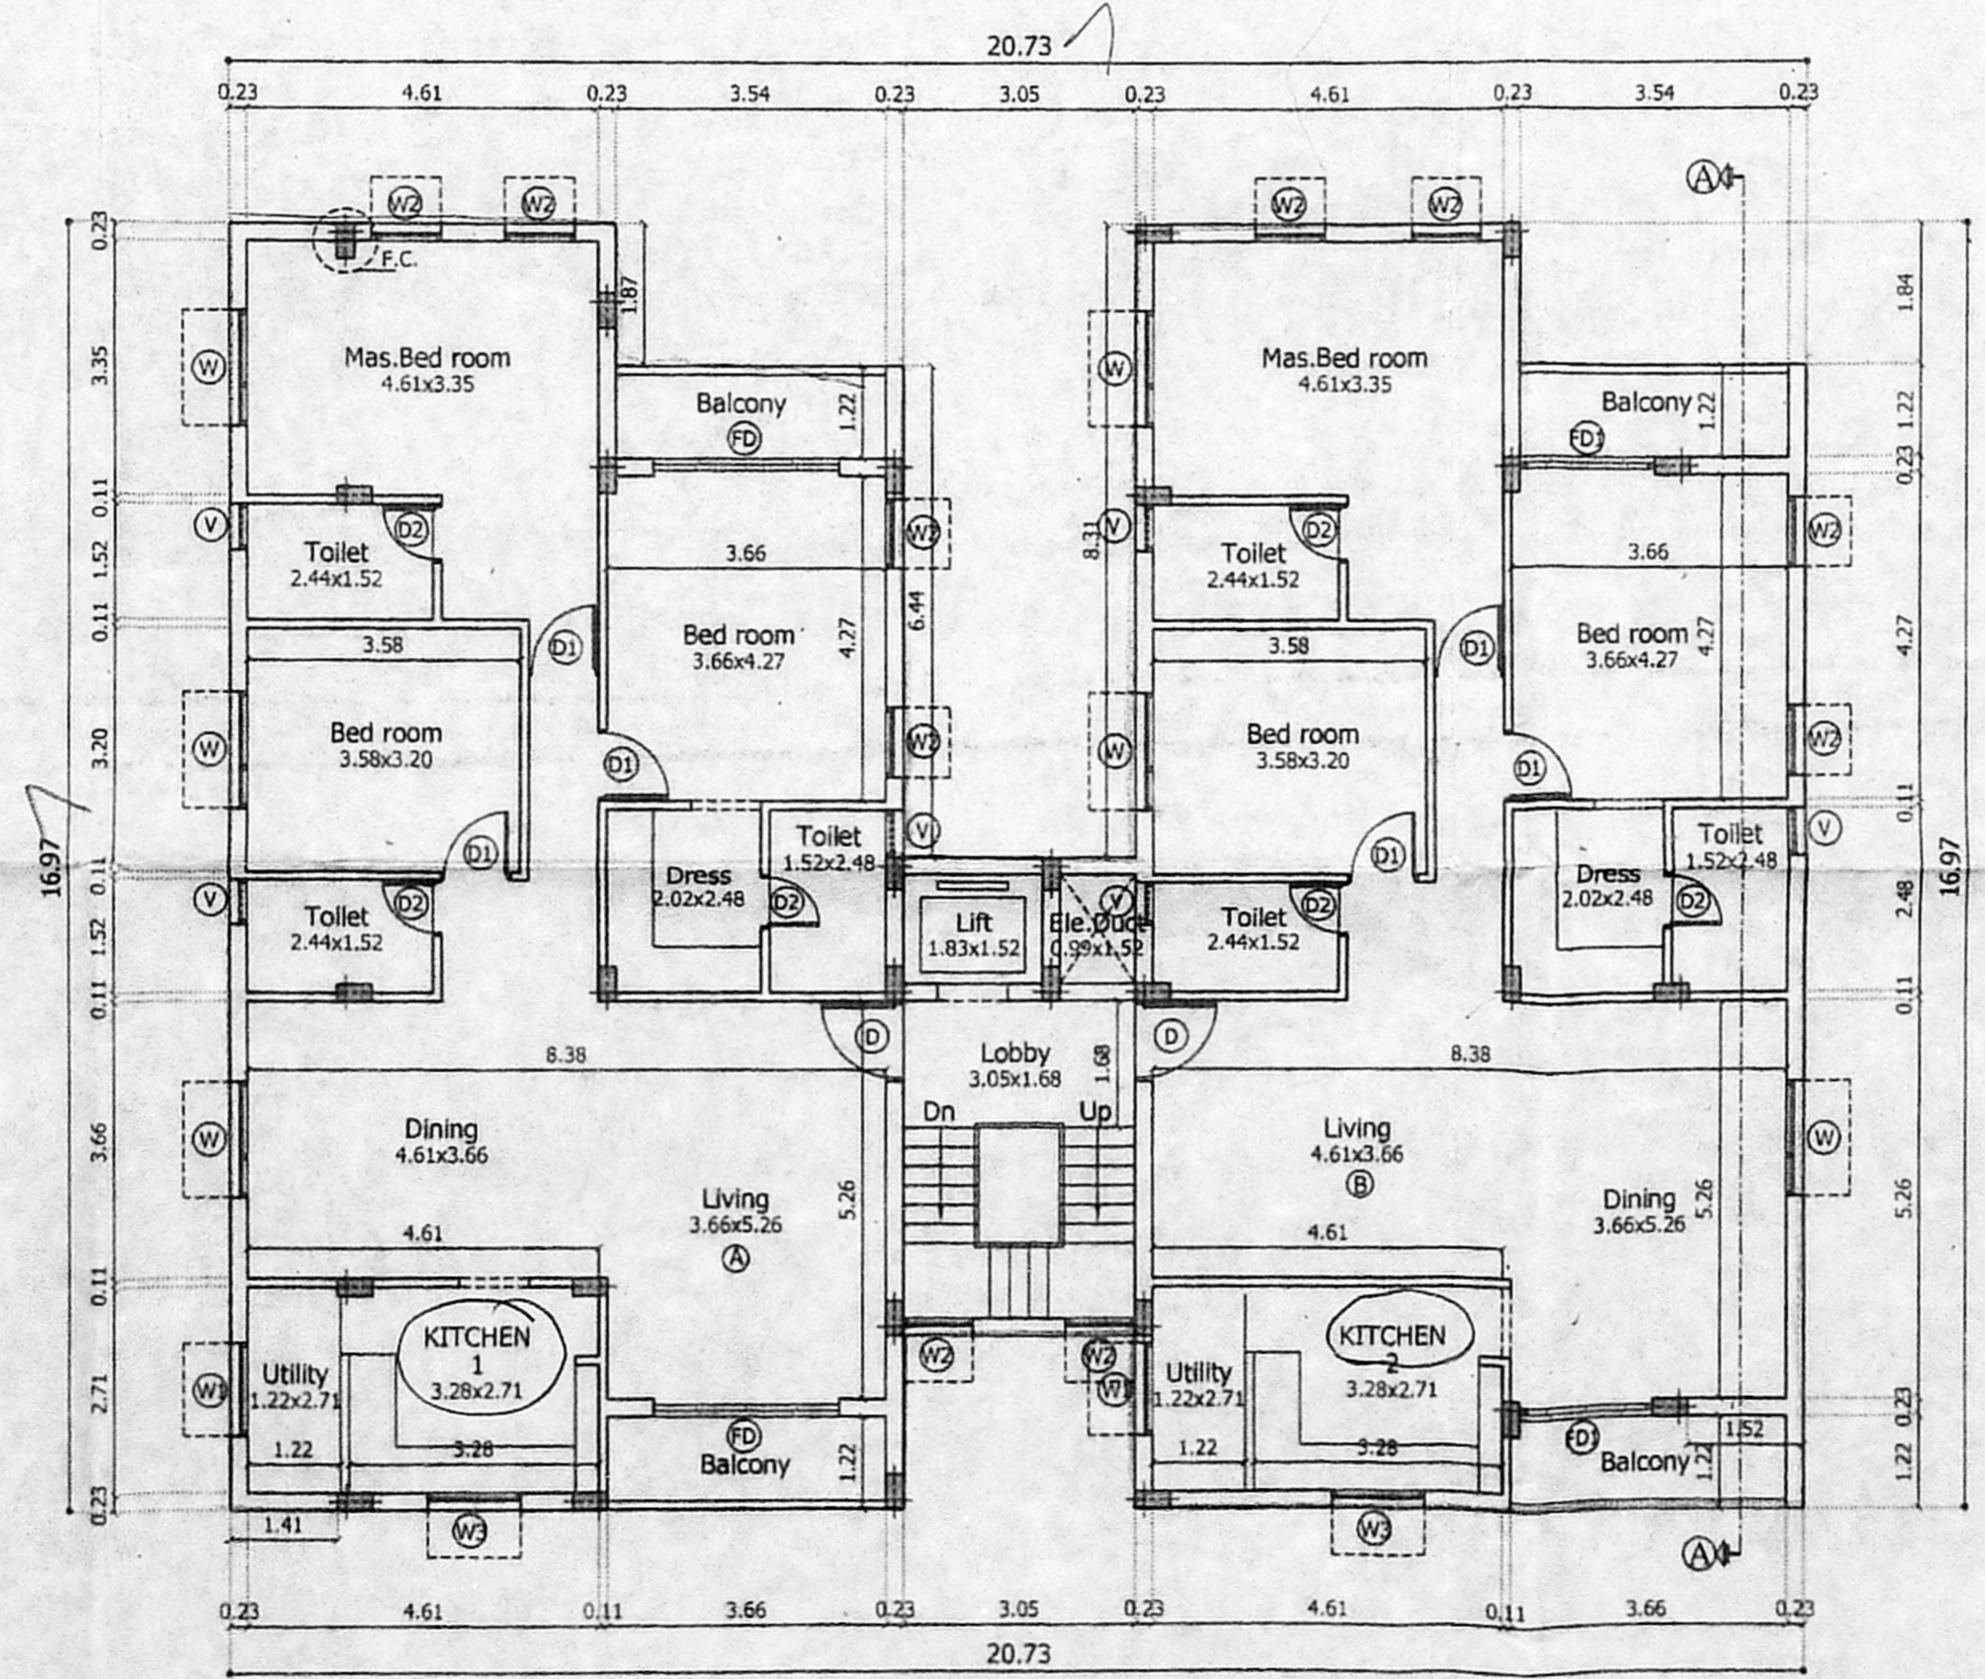 20.73
0.23 4.61 0.23 3.54 0.23 3.05 0.23 4.61 0.23 3.54 0.23
A
W2 W2 W2 W2
0.23
F.C.
1.87
1.84
3.35
W
Mas.Bed room
4.61x3.35
Balcony
FD
1.22
W
Mas.Bed room
4.61x3.35
Balcony
FD1
1.22
1.22
0.23
0.11
V
D2
Toilet
2.44x1.52
1.52
3.66
W2
8.31
V
D2
Toilet
2.44x1.52
3.66
W2
0.11
3.58
D1
Bed room
3.66x4.27
4.27
6.44
3.58
D1
Bed room
3.66x4.27
4.27
4.27
3.20
W
Bed room
3.58x3.20
D1
W2
W
Bed room
3.58x3.20
D1
W2
16.97
0.11
D1
Toilet
1.52x2.48
V
D1
Toilet
1.52x2.48
V
0.11
16.97
V
D2
Toilet
2.44x1.52
1.52
Dress
2.02x2.48
D2
Lift
1.83x1.52
Ele.Duct
0.99x1.52
V
D2
Toilet
2.44x1.52
Dress
2.02x2.48
D2
2.48
0.11
0.11
D
Lobby
3.05x1.68
1.68
D
8.38
8.38
Dn Up
3.66
W
Dining
4.61x3.66
Living
3.66x5.26
A
5.26
Living
4.61x3.66
B
Dining
3.66x5.26
5.26
W
5.26
4.61
4.61
0.11
KITCHEN
1
3.28x2.71
W2 W2
KITCHEN
2
3.28x2.71
2.71
W1
Utility
1.22x2.71
W1
Utility
1.22x2.71
0.23
1.22
3.28
FD
Balcony
1.22
1.22
3.28
FD1
Balcony
1.22
1.52
1.22
0.23
1.41
W3
W3
A
0.23 4.61 0.11 3.66 0.23 3.05 0.23 4.61 0.11 3.66 0.23
20.73